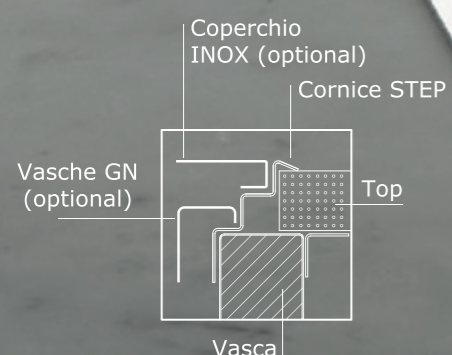 Coperchio
INOX (optional)
Cornice STEP
Vasche GN
(optional)
Top
Vasca